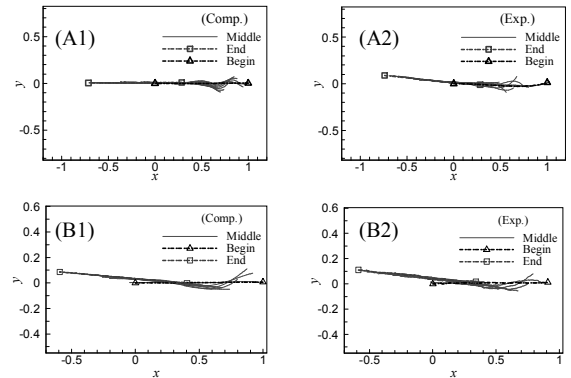 (A1)
(Comp.)
Middle
End
Begin
y
0.5
0
-0.5
-1
-0.5
0
0.5
1
x
(A2)
(Exp.)
Middle
End
Begin
y
0.5
0
-0.5
-1
-0.5
0
0.5
1
x
(B1)
(Comp.)
Middle
Begin
End
y
0.6
0.4
0.2
0
-0.2
-0.4
-0.5
0
0.5
1
x
(B2)
(Exp.)
Middle
Begin
End
y
0.6
0.4
0.2
0
-0.2
-0.4
-0.5
0
0.5
1
x